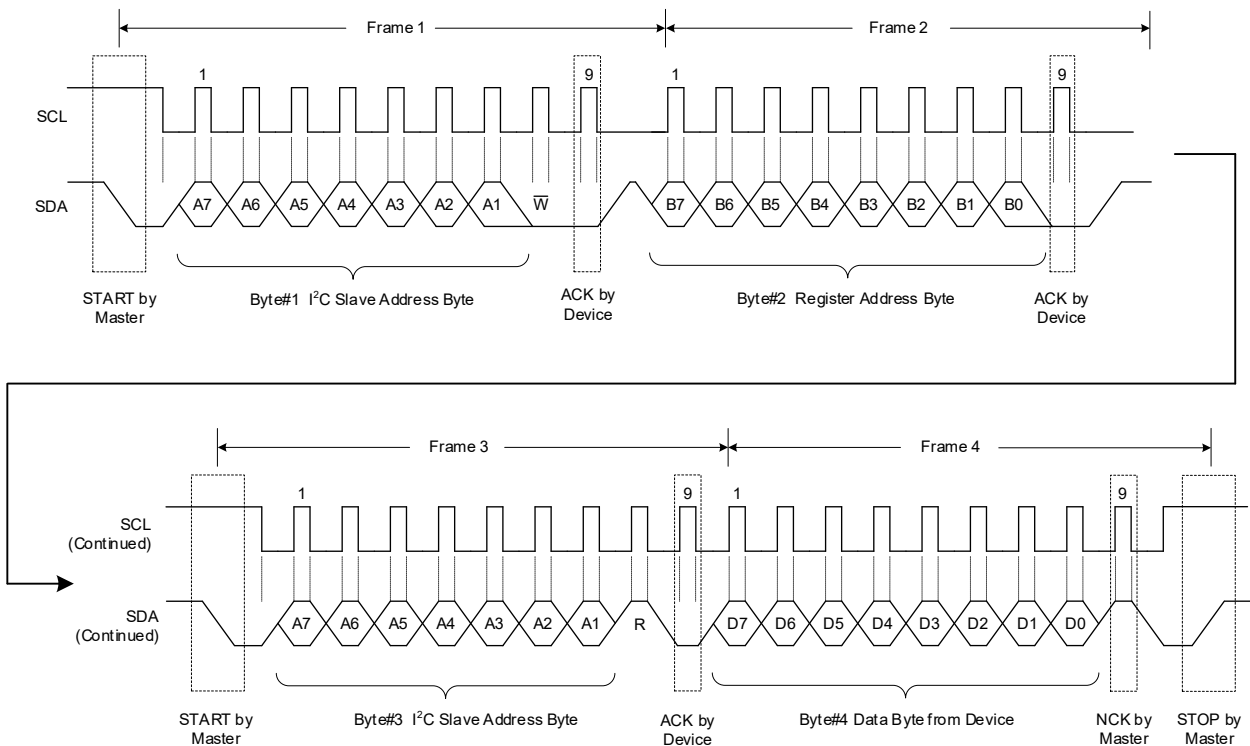 Frame 1 Frame 2
1 9 1 9
SCL
SDA A7 A6 A5 A4 A3 A2 A1 W̅ B7 B6 B5 B4 B3 B2 B1 B0
START by
Master
Byte#1 I²C Slave Address Byte
ACK by
Device
Byte#2 Register Address Byte
ACK by
Device
Frame 3 Frame 4
1 9 1 9
SCL
(Continued)
SDA
(Continued)
A7 A6 A5 A4 A3 A2 A1 R D7 D6 D5 D4 D3 D2 D1 D0
START by
Master
Byte#3 I²C Slave Address Byte
ACK by
Device
Byte#4 Data Byte from Device
NCK by
Master
STOP by
Master